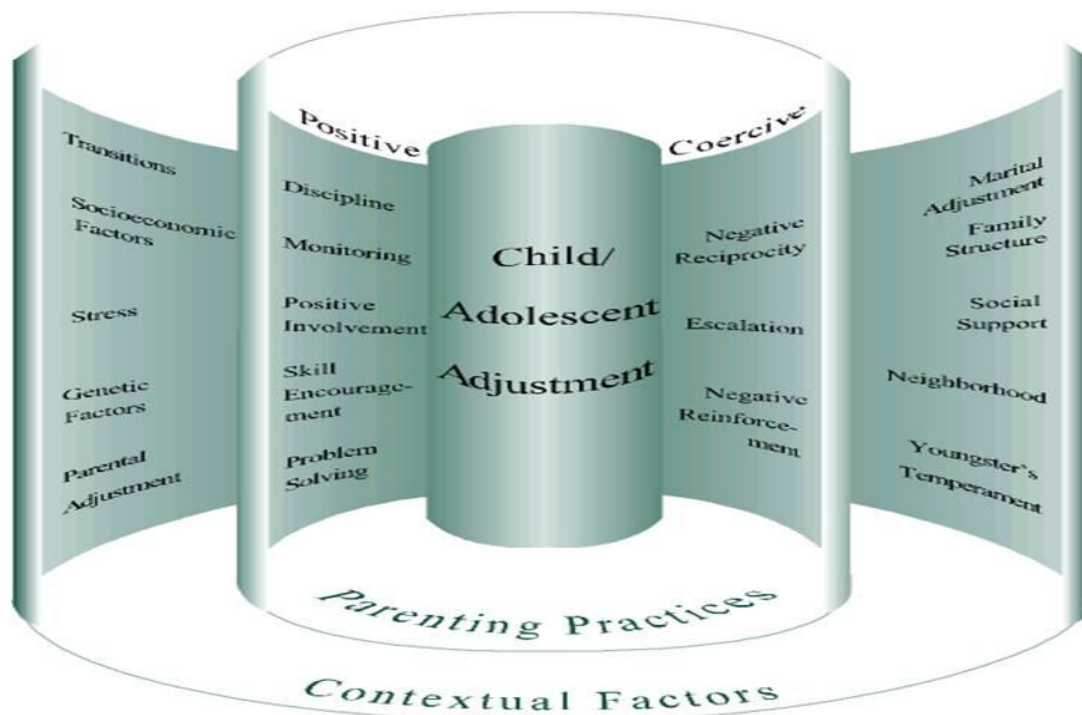 Transitions
Socioeconomic
Factors
Stress
Genetic
Factors
Parental
Adjustment
Positive
Discipline
Monitoring
Positive
Involvement
Skill
Encourage-
ment
Problem
Solving
Child/
Adolescent
Adjustment
Coercive
Negative
Reciprocity
Escalation
Negative
Reinforce-
ment
Marital
Adjustment
Family
Structure
Social
Support
Neighborhood
Youngster's
Temperament
Parenting Practices
Contextual Factors